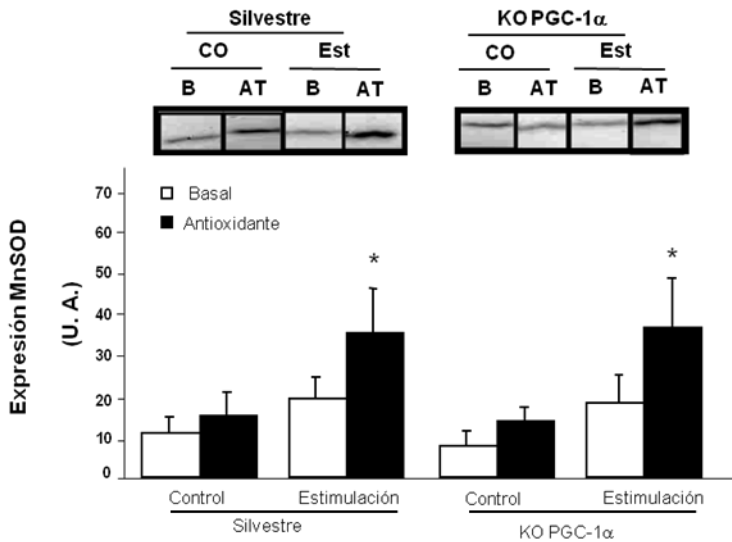 Silvestre
KO PGC-1α
CO
Est
CO
Est
B
AT
B
AT
B
AT
B
AT
Expresión MnSOD
(U. A.)
70
60
50
40
30
20
10
0
Basal
Antioxidante
*
*
Control
Estimulación
Control
Estimulación
Silvestre
KO PGC-1α